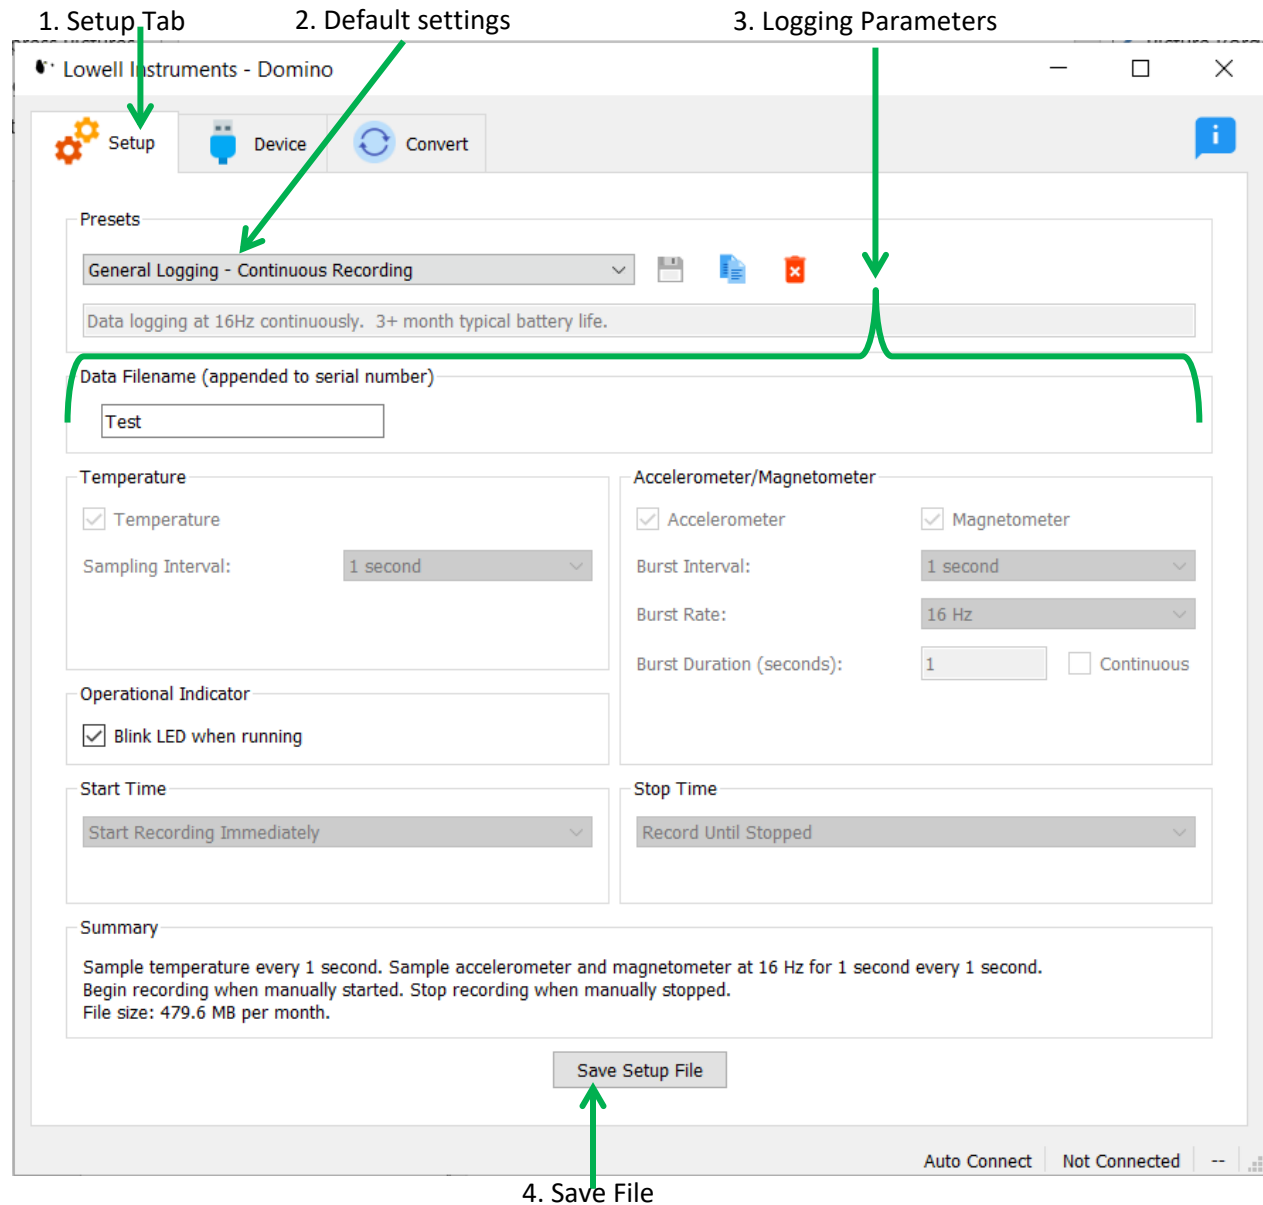 1. Setup Tab
2. Default settings
3. Logging Parameters
Lowell Instruments - Domino
Setup
Device
Convert
i
Presets
General Logging - Continuous Recording
Data logging at 16Hz continuously.  3+ month typical battery life.
Data Filename (appended to serial number)
Test
Temperature
Temperature
Sampling Interval:
1 second
Accelerometer/Magnetometer
Accelerometer
Magnetometer
Burst Interval:
1 second
Burst Rate:
16 Hz
Burst Duration (seconds):
1
Continuous
Operational Indicator
Blink LED when running
Start Time
Start Recording Immediately
Stop Time
Record Until Stopped
Summary
Sample temperature every 1 second. Sample accelerometer and magnetometer at 16 Hz for 1 second every 1 second.
Begin recording when manually started. Stop recording when manually stopped.
File size: 479.6 MB per month.
Save Setup File
Auto Connect
Not Connected
--
4. Save File